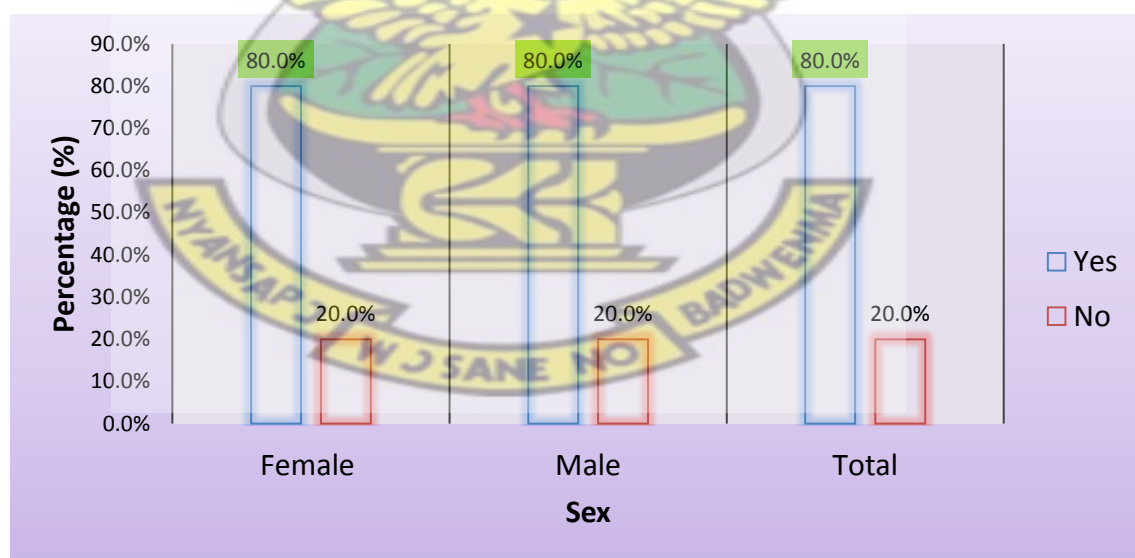 90.0%
80.0%
70.0%
60.0%
50.0%
40.0%
30.0%
20.0%
10.0%
0.0%
Percentage (%)
80.0%
20.0%
80.0%
20.0%
80.0%
20.0%
Female
Male
Total
Sex
Yes
No
NYANSAPƆ
WƆSANE NO
BADWENMA